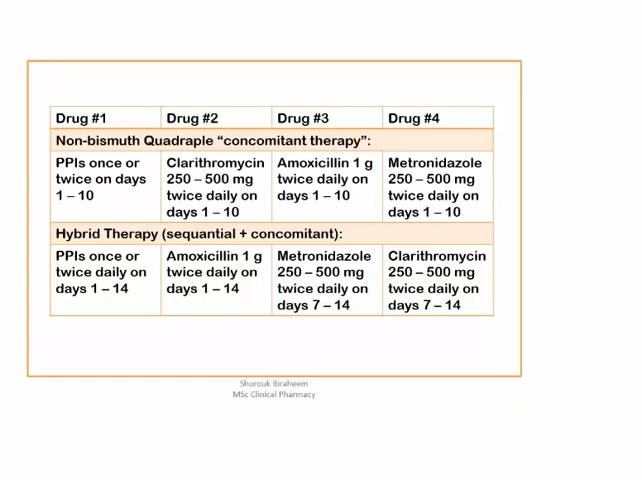 Drug #1 Drug #2 Drug #3 Drug #4
Non-bismuth Quadraple “concomitant therapy”:
PPIs once or
twice on days
1 – 10
Clarithromycin
250 – 500 mg
twice daily on
days 1 – 10
Amoxicillin 1 g
twice daily on
days 1 – 10
Metronidazole
250 – 500 mg
twice daily on
days 1 – 10
Hybrid Therapy (sequantial + concomitant):
PPIs once or
twice daily on
days 1 – 14
Amoxicillin 1 g
twice daily on
days 1 – 14
Metronidazole
250 – 500 mg
twice daily on
days 7 – 14
Clarithromycin
250 – 500 mg
twice daily on
days 7 – 14
Shorouk Ibraheem
MSc Clinical Pharmacy